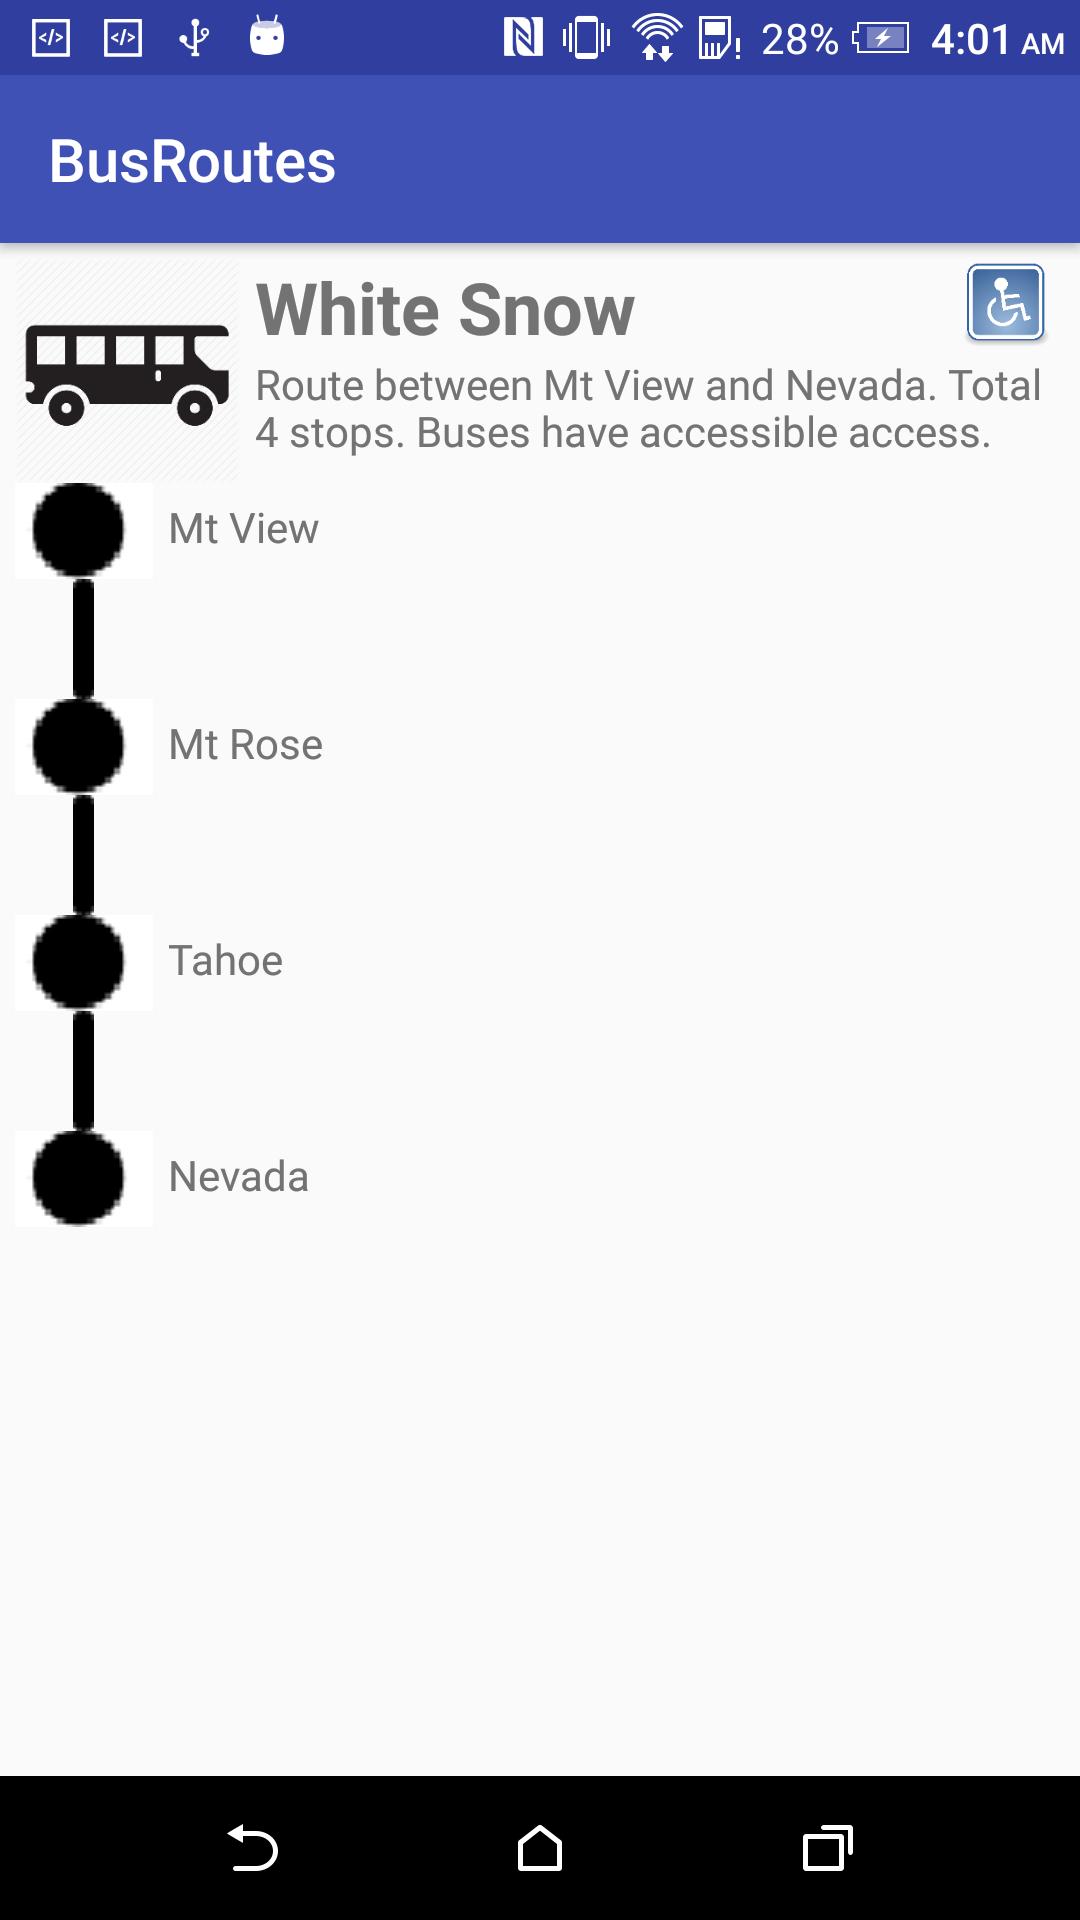 28% 4:01 AM
BusRoutes
White Snow
Route between Mt View and Nevada. Total
4 stops. Buses have accessible access.
Mt View
Mt Rose
Tahoe
Nevada